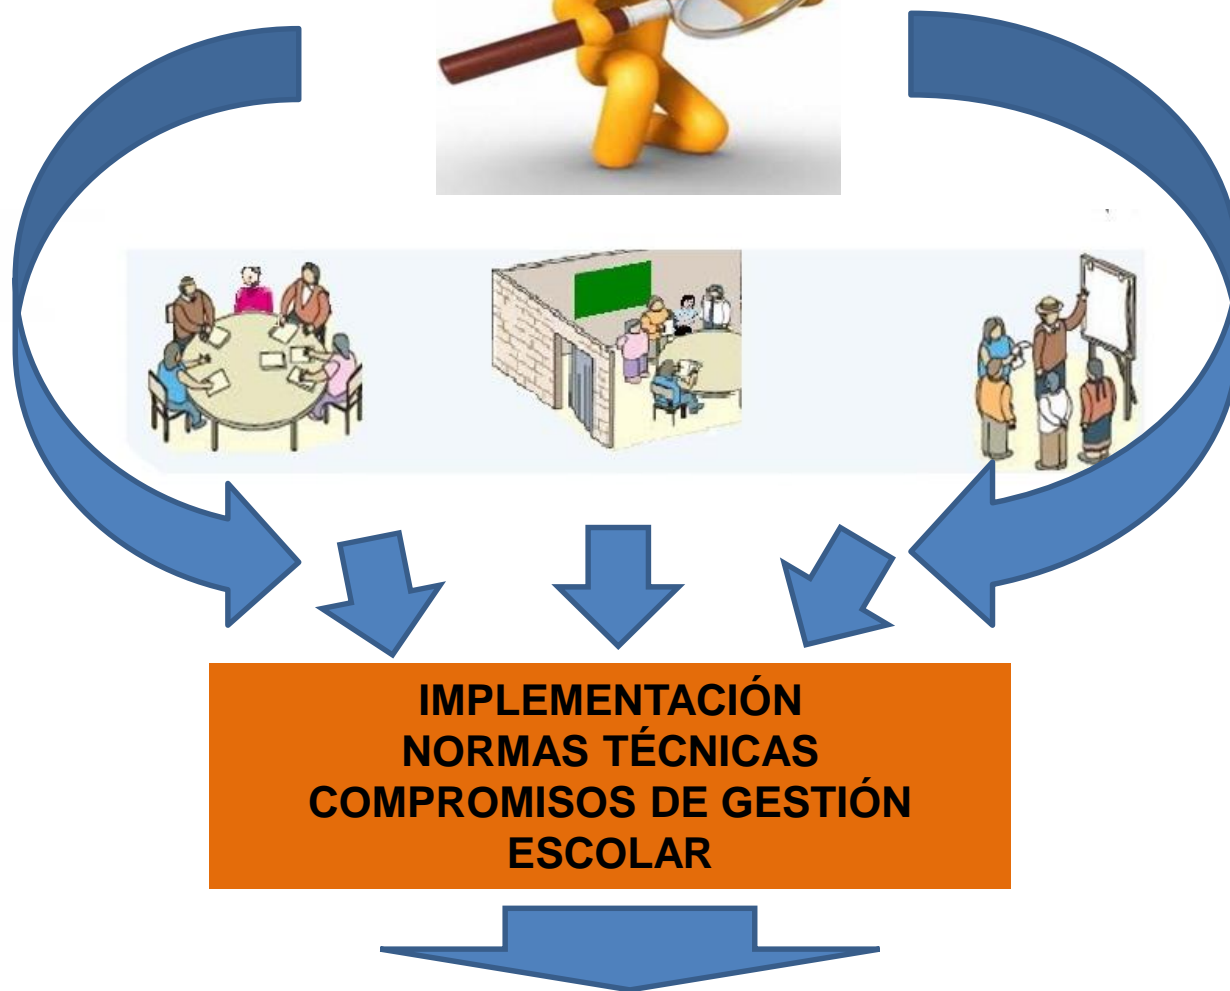 IMPLEMENTACIÓN
NORMAS TÉCNICAS
COMPROMISOS DE GESTIÓN
ESCOLAR